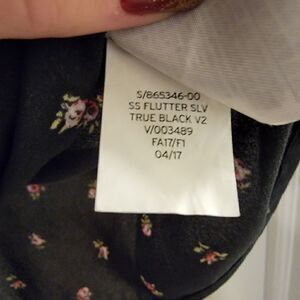 S/865346-00
SS FLUTTER SLV
TRUE BLACK V2
V/003489
FA17/F1
04/17